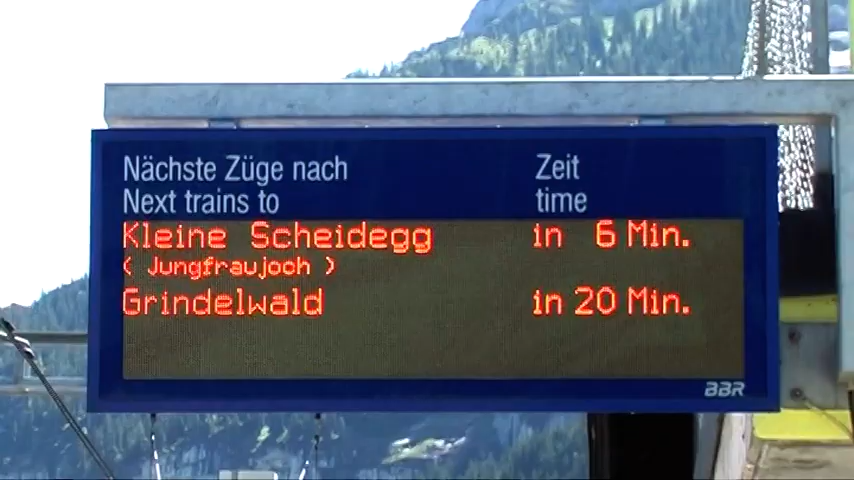 Nächste Züge nach Zeit
Next trains to time
Kleine Scheidegg in 6 Min.
( Jungfraujoch )
Grindelwald in 20 Min.
BBR